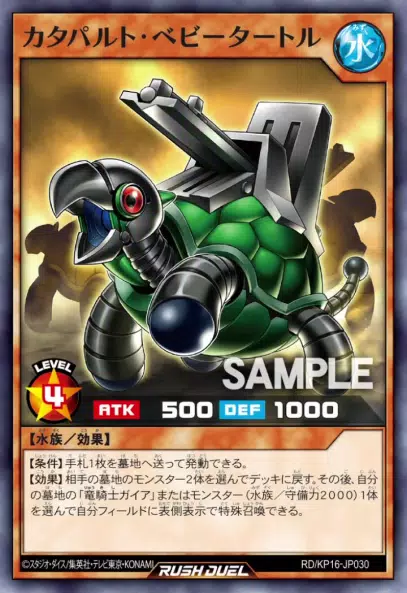 カタパルト・ベビータートル
みず
水
SAMPLE
LEVEL
4
ATK 500 DEF 1000
【水族／効果】
【条件】手札1枚を墓地へ送って発動できる。
【効果】相手の墓地のモンスター2体を選んでデッキに戻す。その後、自分
の墓地の「竜騎士ガイア」またはモンスター（水族／守備力2000）1体
を選んで自分フィールドに表側表示で特殊召喚できる。
©スタジオ・ダイス/集英社・テレビ東京・KONAMI
RUSH DUEL
RD/KP16-JP030